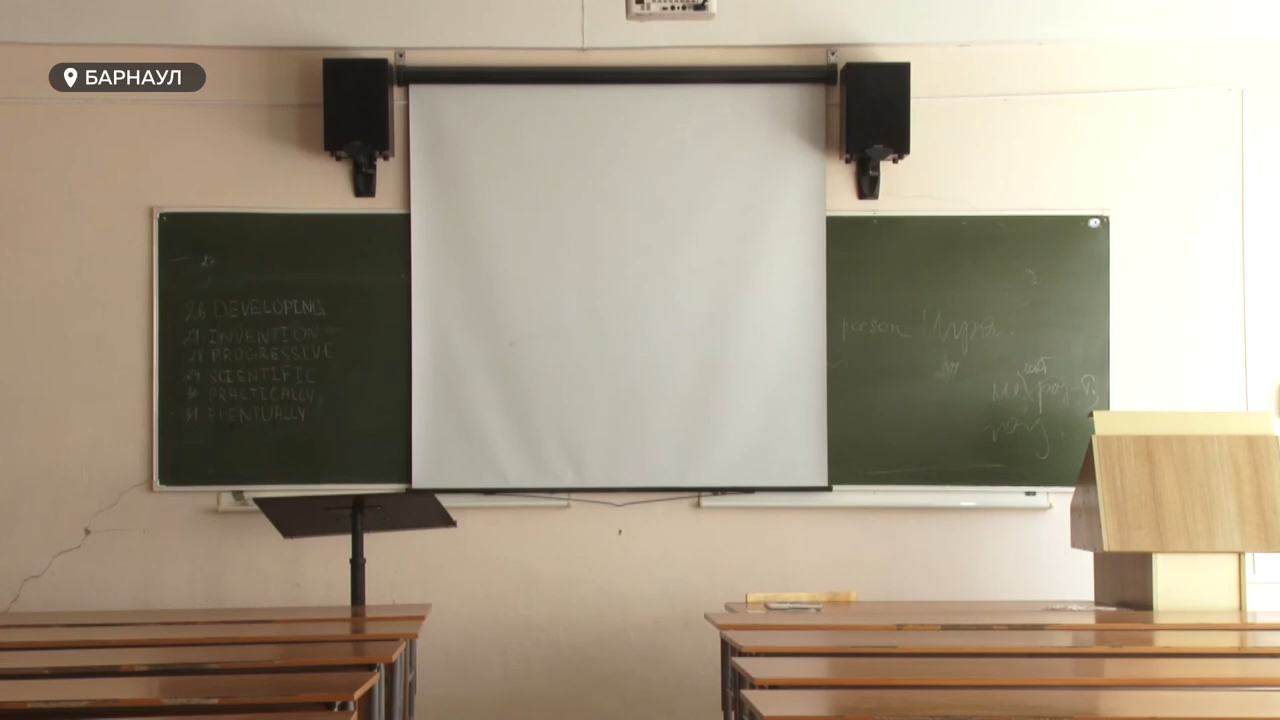 БАРНАУЛ
26 DEVELOPING
27 INVENTION
28 PROGRESSIVE
29 SCIENTIFIC
30 PRACTICALLY
31 EVENTUALLY
person